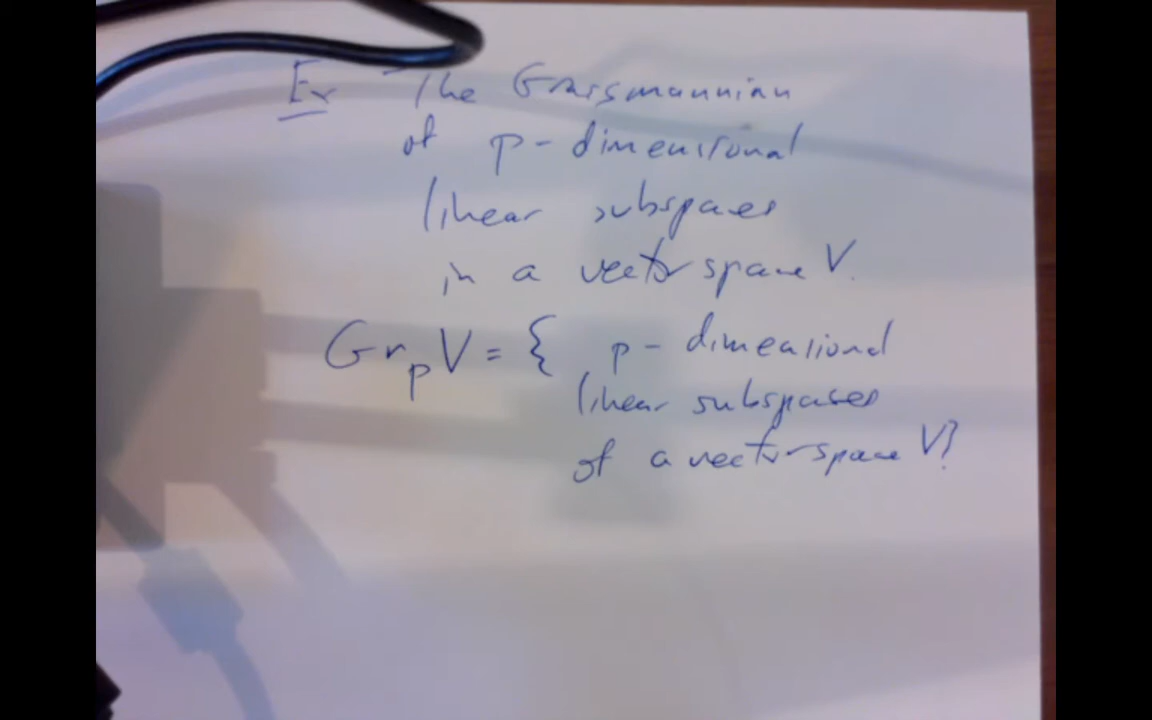 Ex The Grassmannian
of p-dimensional
linear subspaces
in a vector space V.
Gr_p V = { p-dimensional
linear subspaces
of a vector space V}